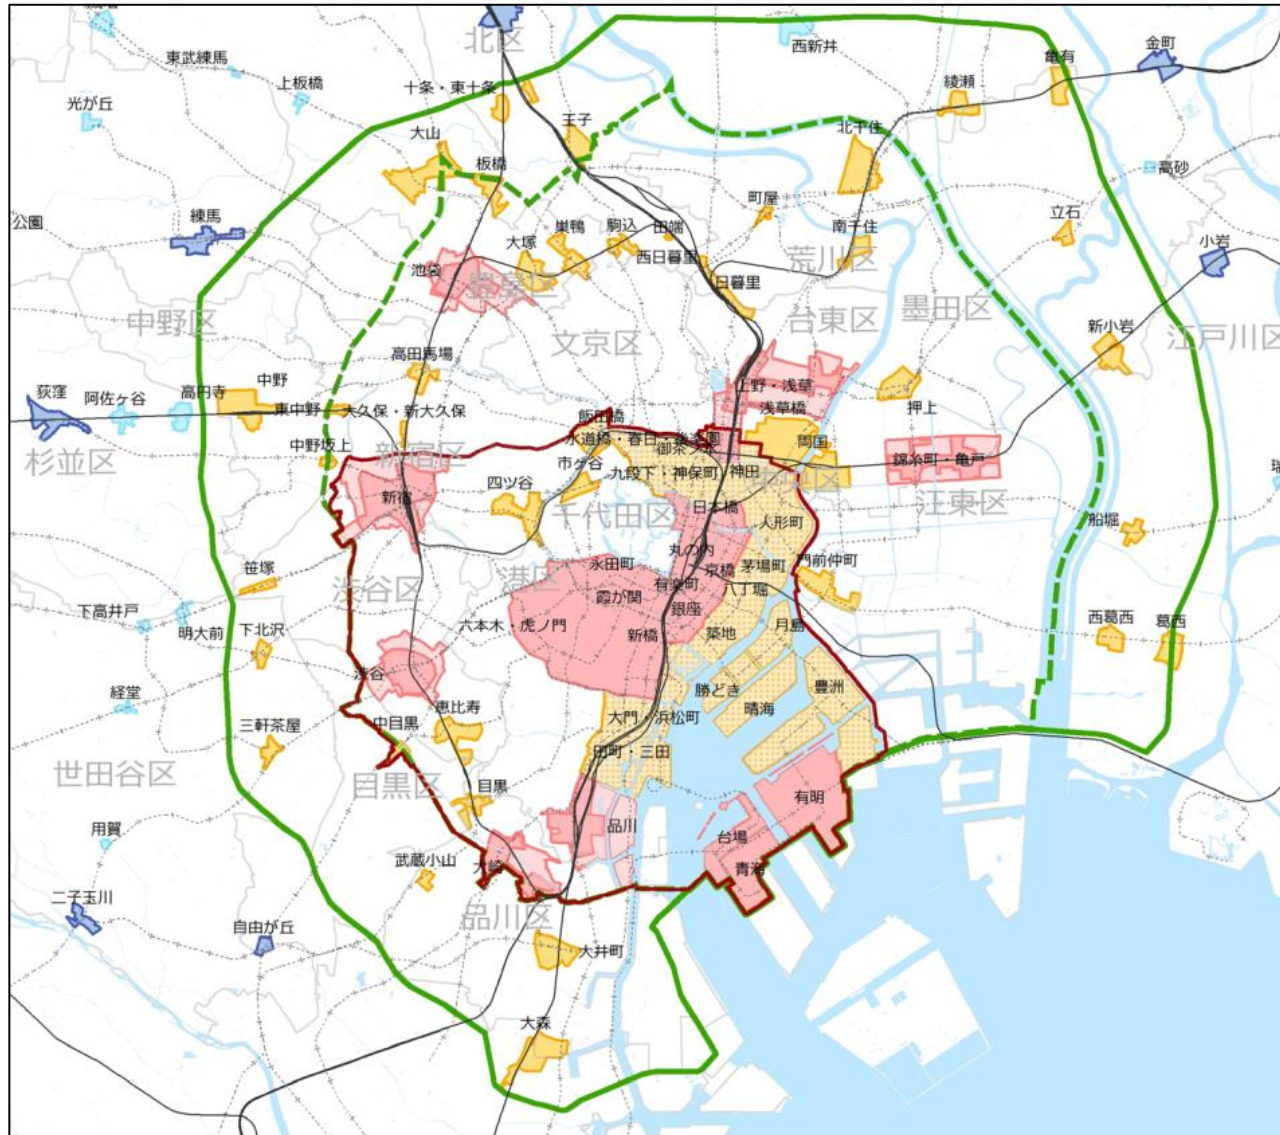 北区
西新井
亀有
金町
東武練馬
上板橋
十条・東十条
綾瀬
光が丘
王子
北千住
大山
板橋
高砂
町屋
立石
練馬
公園
巣鴨
駒込
田端
南千住
大塚
西日暮里
小岩
荒川区
池袋
豊島区
日暮里
墨田区
中野区
台東区
新小岩
文京区
江戸川区
高田馬場
中野
上野・浅草
荻窪
阿佐ヶ谷
高円寺
東中野
大久保・新大久保
飯田橋
浅草橋
押上
水道橋・春日・後楽園
両国
中野坂上
新宿区
御茶ノ水
杉並区
市ヶ谷
九段下・神保町
神田
錦糸町・亀戸
中央区
瑞
四ツ谷
新宿
千代田区
日本橋
江東区
人形町
船堀
丸の内
笹塚
永田町
京橋
茅場町
門前仲町
渋谷区
港区
有楽町
霞が関
八丁堀
下高井戸
銀座
明大前
下北沢
六本木・虎ノ門
新橋
築地
月島
西葛西
葛西
渋谷
経堂
勝どき
豊洲
三軒茶屋
恵比寿
大門
浜松町
晴海
中目黒
田町・三田
世田谷区
目黒区
目黒
有明
用賀
品川
台場
武蔵小山
大崎
青海
二子玉川
自由が丘
品川区
大井町
大森